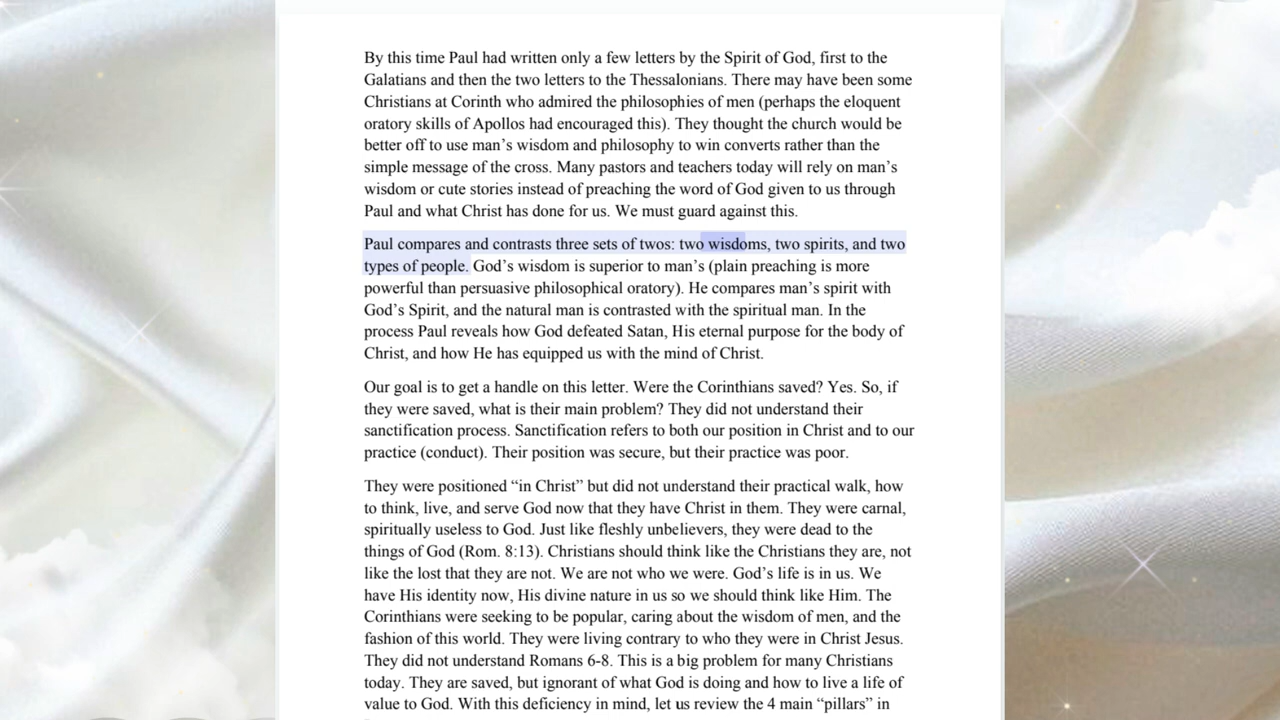 By this time Paul had written only a few letters by the Spirit of God, first to the
Galatians and then the two letters to the Thessalonians. There may have been some
Christians at Corinth who admired the philosophies of men (perhaps the eloquent
oratory skills of Apollos had encouraged this). They thought the church would be
better off to use man’s wisdom and philosophy to win converts rather than the
simple message of the cross. Many pastors and teachers today will rely on man’s
wisdom or cute stories instead of preaching the word of God given to us through
Paul and what Christ has done for us. We must guard against this.
Paul compares and contrasts three sets of twos: two wisdoms, two spirits, and two
types of people. God’s wisdom is superior to man’s (plain preaching is more
powerful than persuasive philosophical oratory). He compares man’s spirit with
God’s Spirit, and the natural man is contrasted with the spiritual man. In the
process Paul reveals how God defeated Satan, His eternal purpose for the body of
Christ, and how He has equipped us with the mind of Christ.
Our goal is to get a handle on this letter. Were the Corinthians saved? Yes. So, if
they were saved, what is their main problem? They did not understand their
sanctification process. Sanctification refers to both our position in Christ and to our
practice (conduct). Their position was secure, but their practice was poor.
They were positioned “in Christ” but did not understand their practical walk, how
to think, live, and serve God now that they have Christ in them. They were carnal,
spiritually useless to God. Just like fleshly unbelievers, they were dead to the
things of God (Rom. 8:13). Christians should think like the Christians they are, not
like the lost that they are not. We are not who we were. God’s life is in us. We
have His identity now, His divine nature in us so we should think like Him. The
Corinthians were seeking to be popular, caring about the wisdom of men, and the
fashion of this world. They were living contrary to who they were in Christ Jesus.
They did not understand Romans 6-8. This is a big problem for many Christians
today. They are saved, but ignorant of what God is doing and how to live a life of
value to God. With this deficiency in mind, let us review the 4 main “pillars” in